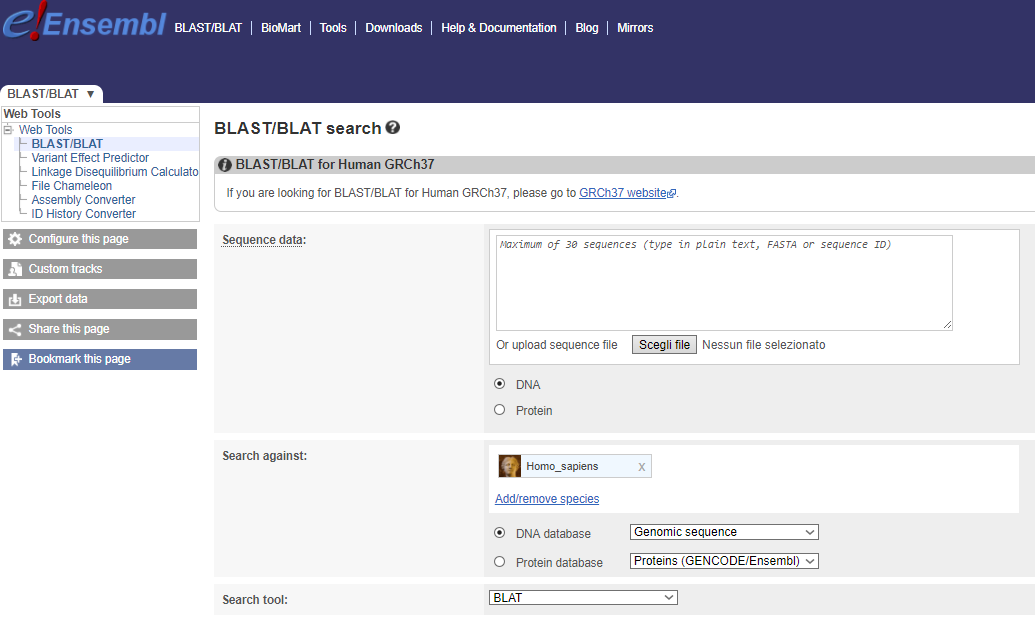 e!Ensembl BLAST/BLAT BioMart Tools Downloads Help & Documentation Blog Mirrors
BLAST/BLAT ▼
Web Tools
Web Tools
BLAST/BLAT
Variant Effect Predictor
Linkage Disequilibrium Calculato
File Chameleon
Assembly Converter
ID History Converter
Configure this page
Custom tracks
Export data
Share this page
Bookmark this page
BLAST/BLAT search
BLAST/BLAT for Human GRCh37
If you are looking for BLAST/BLAT for Human GRCh37, please go to GRCh37 website.
Sequence data:
Maximum of 30 sequences (type in plain text, FASTA or sequence ID)
Or upload sequence file Scegli file Nessun file selezionato
DNA
Protein
Search against:
Homo_sapiens x
Add/remove species
DNA database Genomic sequence
Protein database Proteins (GENCODE/Ensembl)
Search tool: BLAT